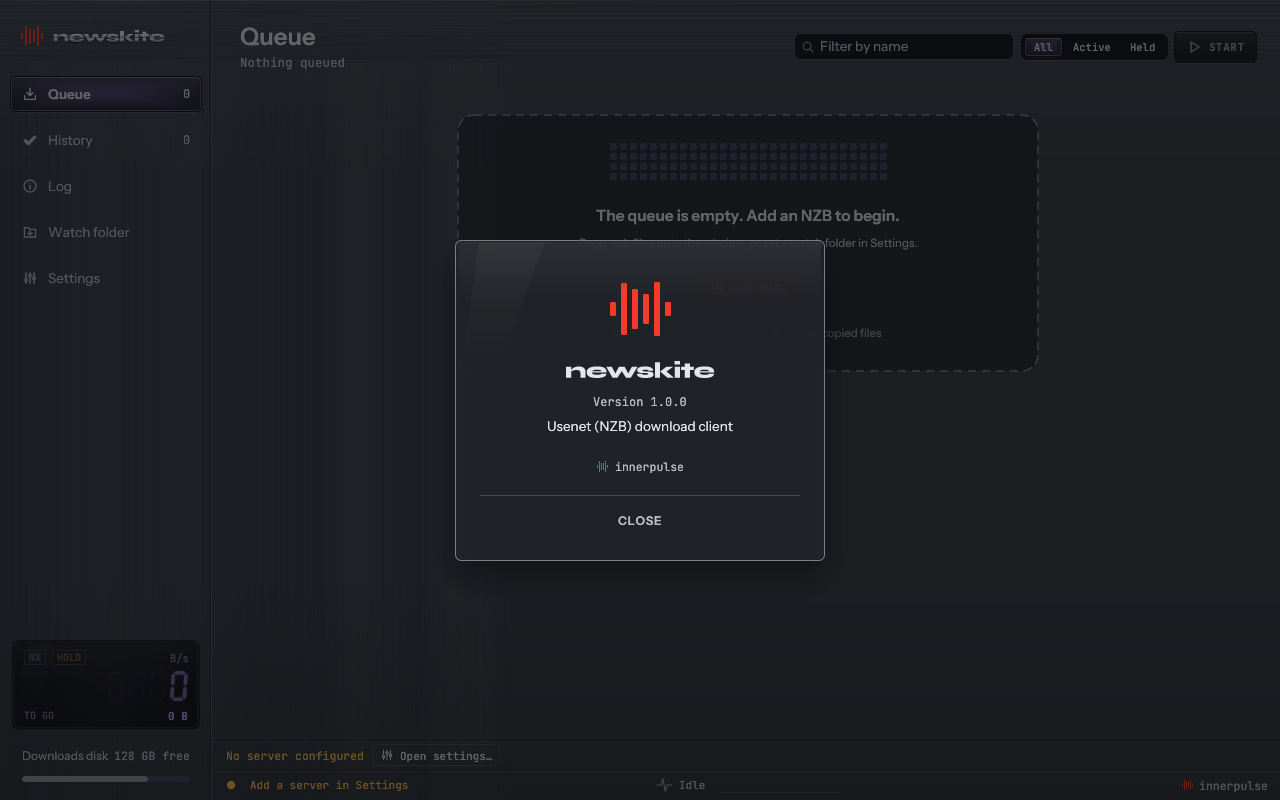 newskite
Queue 0
History 0
Log
Watch folder
Settings
RX HOLD B/s
0
TO GO 0 B
Downloads disk 128 GB free
Queue
Nothing queued
Filter by name
All Active Held
START
The queue is empty. Add an NZB to begin.
folder in Settings.
copied files
newskite
Version 1.0.0
Usenet (NZB) download client
innerpulse
CLOSE
No server configured Open settings…
Add a server in Settings
Idle
innerpulse